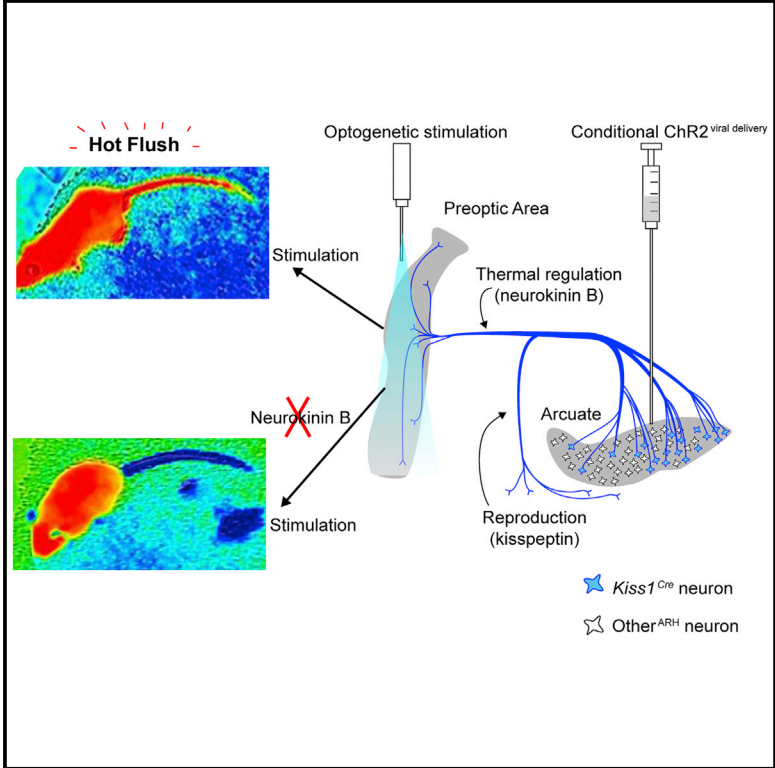 Hot Flush
Optogenetic stimulation
Conditional ChR2 viral delivery
Preoptic Area
Stimulation
Thermal regulation
(neurokinin B)
Neurokinin B
Arcuate
Stimulation
Reproduction
(kisspeptin)
Kiss1Cre neuron
OtherARH neuron